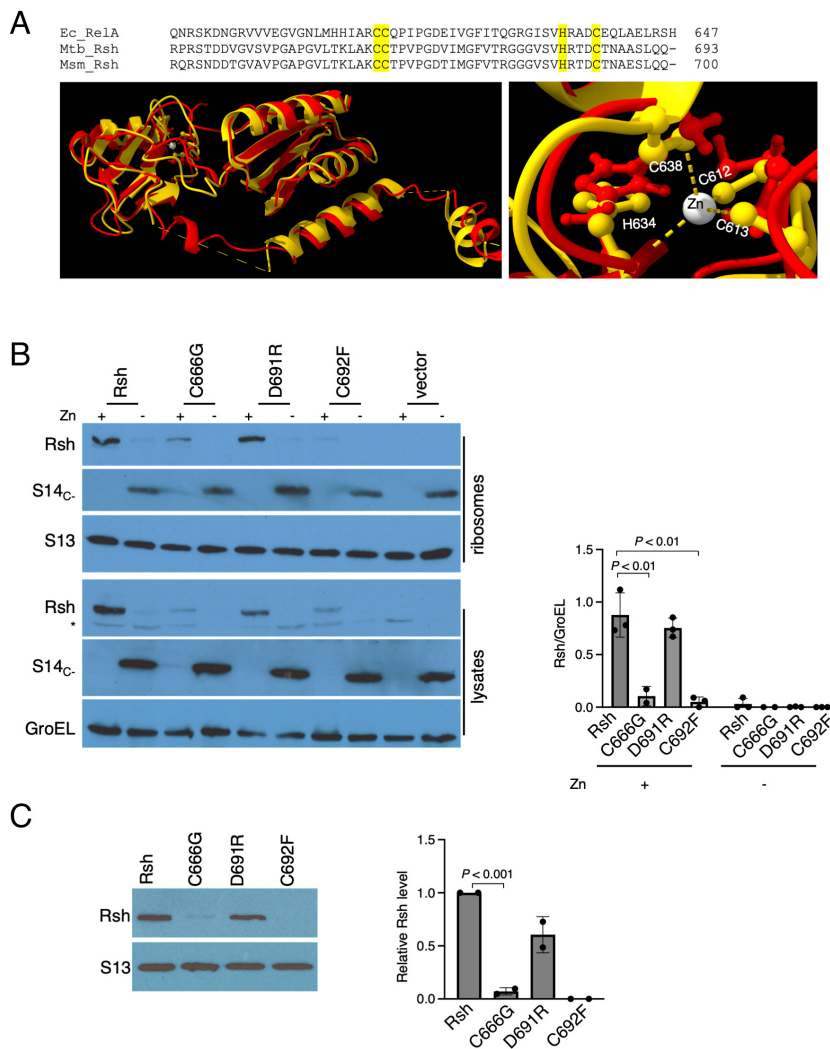 A
Ec_RelA QNRSKDNGRVVVEGVGNLMHHIARCCQPIPGDEIVGFITQGRGISVHRADCEQLAELRSH 647
Mtb_Rsh RPRSTDDVGVSVPGAPGVLTKLAKCCTPVPGDTIMGFVTRGGGVSVHRTDCTNAASLQQ- 693
Msm_Rsh RQRSNDDTGVAVPGAPGVLTKLAKCCTPVPGDTIMGFVTRGGGVSVHRTDCTNAESLQQ- 700
C638
C612
Zn
H634
C613
B
Rsh C666G D691R C692F vector
Zn + - + - + - + - + -
Rsh
S14C-
S13
ribosomes
Rsh
*
S14C-
GroEL
lysates
1.5
1.0
0.5
0.0
Rsh/GroEL
P < 0.01
P < 0.01
Rsh C666G D691R C692F Rsh C666G D691R C692F
Zn + -
C
Rsh C666G D691R C692F
Rsh
S13
1.5
1.0
0.5
0.0
Relative Rsh level
P < 0.001
Rsh C666G D691R C692F